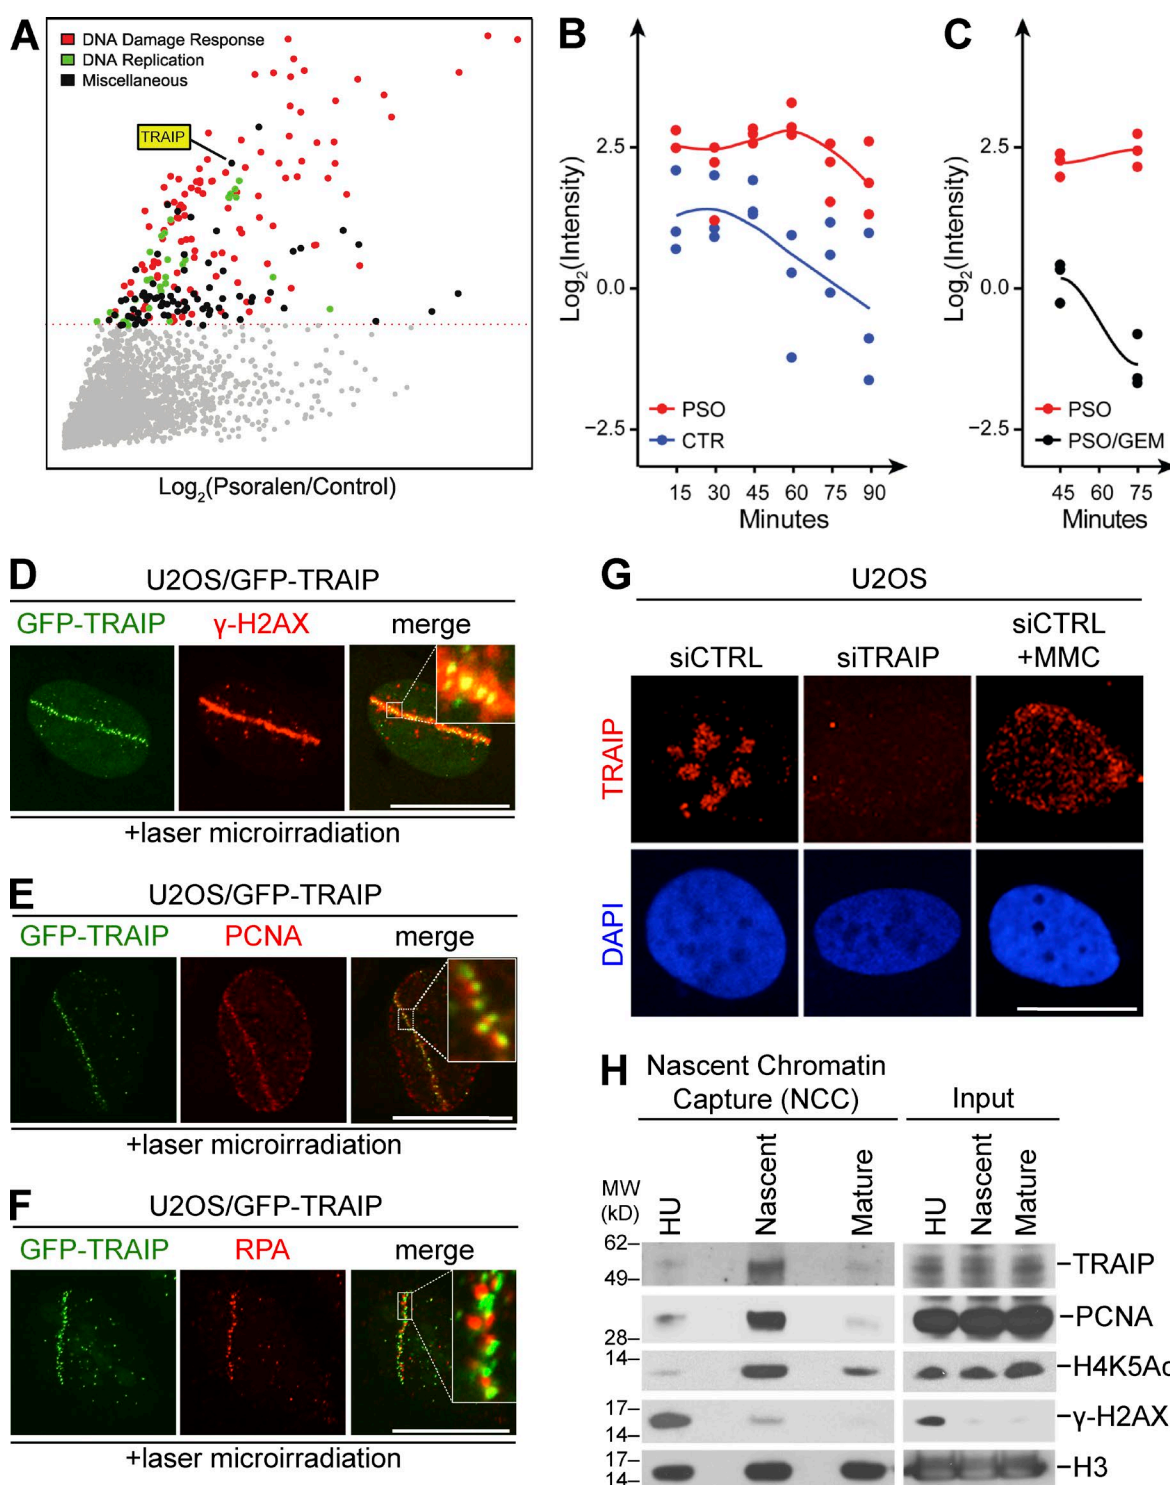 A
DNA Damage Response
DNA Replication
Miscellaneous
TRAIP
Log2(Psoralen/Control)
B
Log2(Intensity)
2.5
0.0
−2.5
PSO
CTR
15 30 45 60 75 90
Minutes
C
Log2(Intensity)
2.5
0.0
−2.5
PSO
PSO/GEM
45 60 75
Minutes
D
U2OS/GFP-TRAIP
GFP-TRAIP γ-H2AX merge
+laser microirradiation
E
U2OS/GFP-TRAIP
GFP-TRAIP PCNA merge
+laser microirradiation
F
U2OS/GFP-TRAIP
GFP-TRAIP RPA merge
+laser microirradiation
G
U2OS
siCTRL siTRAIP siCTRL
+MMC
TRAIP
DAPI
H
Nascent Chromatin
Capture (NCC)
Input
MW
(kD)
HU Nascent Mature HU Nascent Mature
62–
49–
–TRAIP
28–
–PCNA
14–
–H4K5Ac
17–
14–
–γ-H2AX
17–
14–
–H3